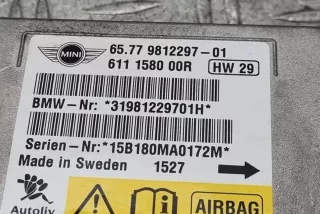 MINI
65.77 9812297-01
611 1580 00R
HW 29
BMW-Nr: *31981229701H*
Serien-Nr:*15B180MA0172M*
Made in Sweden 1527
Autoliv
AIRBAG